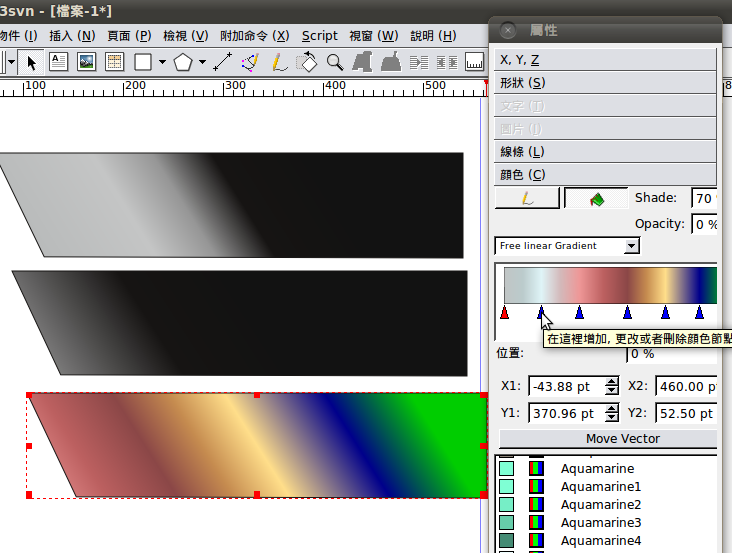 3svn - [檔案-1*]
物件 (I) 插入 (N) 頁面 (P) 檢視 (V) 附加命令 (X) Script 視窗 (W) 說明 (H)
100 200 300 400 500
屬性
X, Y, Z
形狀 (S)
文字 (T)
圖片 (I)
線條 (L)
顏色 (C)
Shade: 70
Opacity: 0 %
Free linear Gradient
在這裡增加, 更改或者刪除顏色節點
位置: 0 %
X1: -43.88 pt X2: 460.00 pt
Y1: 370.96 pt Y2: 52.50 pt
Move Vector
Aquamarine
Aquamarine1
Aquamarine2
Aquamarine3
Aquamarine4